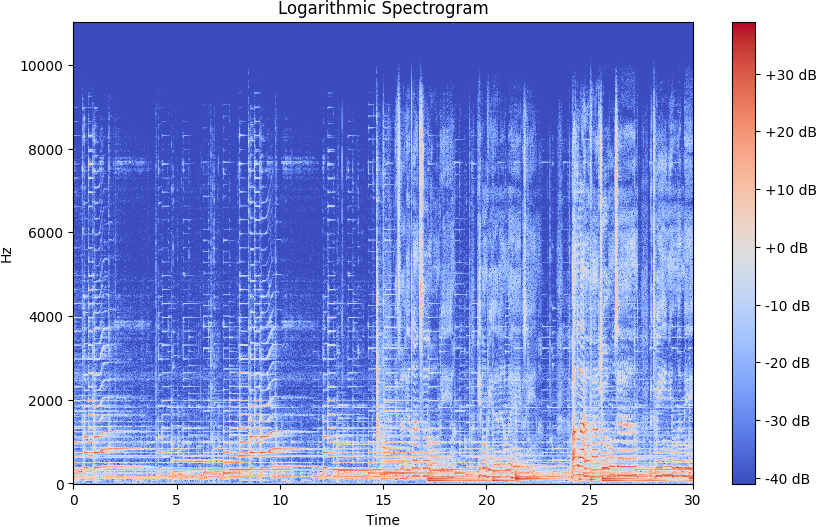 Logarithmic Spectrogram
Hz
10000
8000
6000
4000
2000
0
0 5 10 15 20 25 30
Time
+30 dB
+20 dB
+10 dB
+0 dB
-10 dB
-20 dB
-30 dB
-40 dB